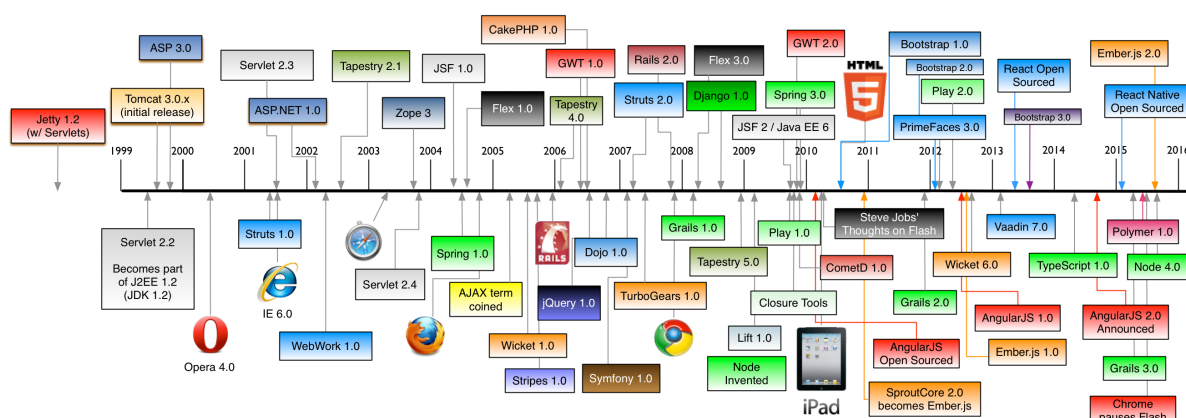 CakePHP 1.0
GWT 2.0
ASP 3.0
Bootstrap 1.0
Ember.js 2.0
Servlet 2.3
Tapestry 2.1
JSF 1.0
GWT 1.0
Rails 2.0
Flex 3.0
HTML
5
Bootstrap 2.0
React Open
Sourced
Jetty 1.2
(w/ Servlets)
Tomcat 3.0.x
(initial release)
ASP.NET 1.0
Zope 3
Flex 1.0
Tapestry
4.0
Struts 2.0
Django 1.0
Spring 3.0
Play 2.0
React Native
Open Sourced
JSF 2 / Java EE 6
PrimeFaces 3.0
Bootstrap 3.0
1999
2000
2001
2002
2003
2004
2005
2006
2007
2008
2009
2010
2011
2012
2013
2014
2015
2016
Servlet 2.2
Becomes part
of J2EE 1.2
(JDK 1.2)
Struts 1.0
IE 6.0
Opera 4.0
WebWork 1.0
Servlet 2.4
Spring 1.0
AJAX term
coined
Wicket 1.0
Stripes 1.0
RAILS
jQuery 1.0
Dojo 1.0
Symfony 1.0
TurboGears 1.0
Grails 1.0
Tapestry 5.0
Lift 1.0
Node
Invented
Play 1.0
Closure Tools
iPad
CometD 1.0
Steve Jobs'
Thoughts on Flash
Grails 2.0
AngularJS
Open Sourced
SproutCore 2.0
becomes Ember.js
Wicket 6.0
AngularJS 1.0
Ember.js 1.0
Vaadin 7.0
TypeScript 1.0
Polymer 1.0
Node 4.0
AngularJS 2.0
Announced
Grails 3.0
Chrome
pauses Flash